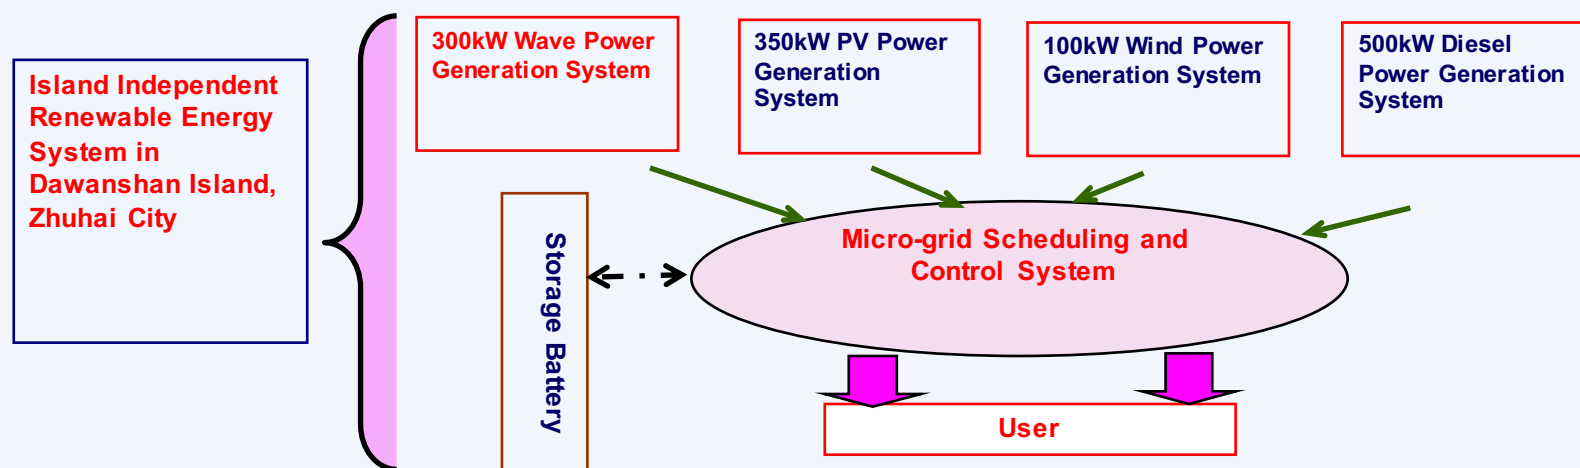 Island Independent
Renewable Energy
System in
Dawanshan Island,
Zhuhai City
300kW Wave Power
Generation System
350kW PV Power
Generation
System
100kW Wind Power
Generation System
500kW Diesel
Power Generation
System
Storage Battery
Micro-grid Scheduling and
Control System
User